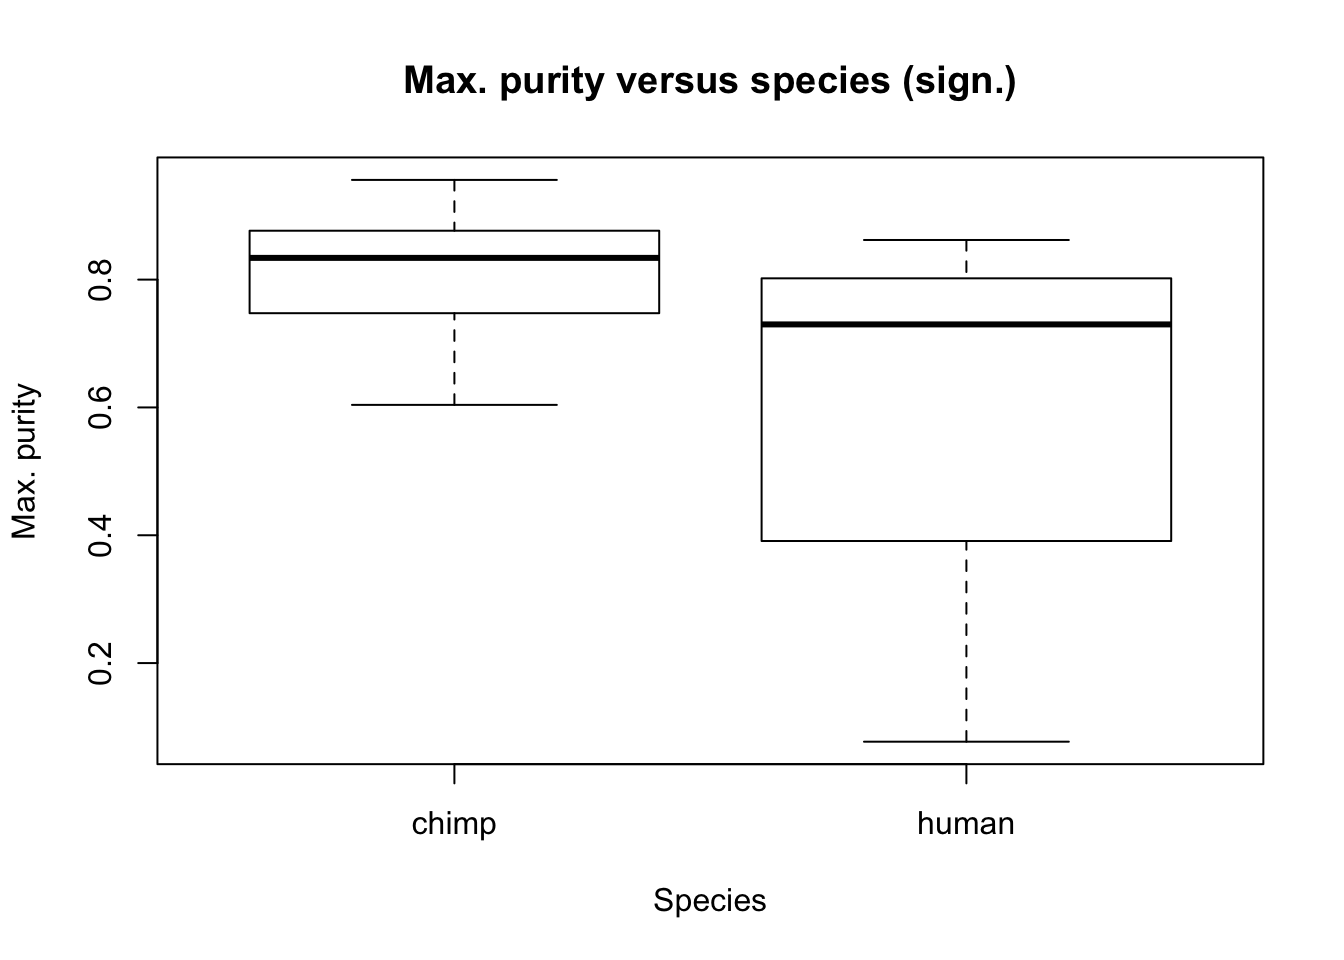 Max. purity versus species (sign.)
Max. purity
0.8
0.6
0.4
0.2
chimp
human
Species